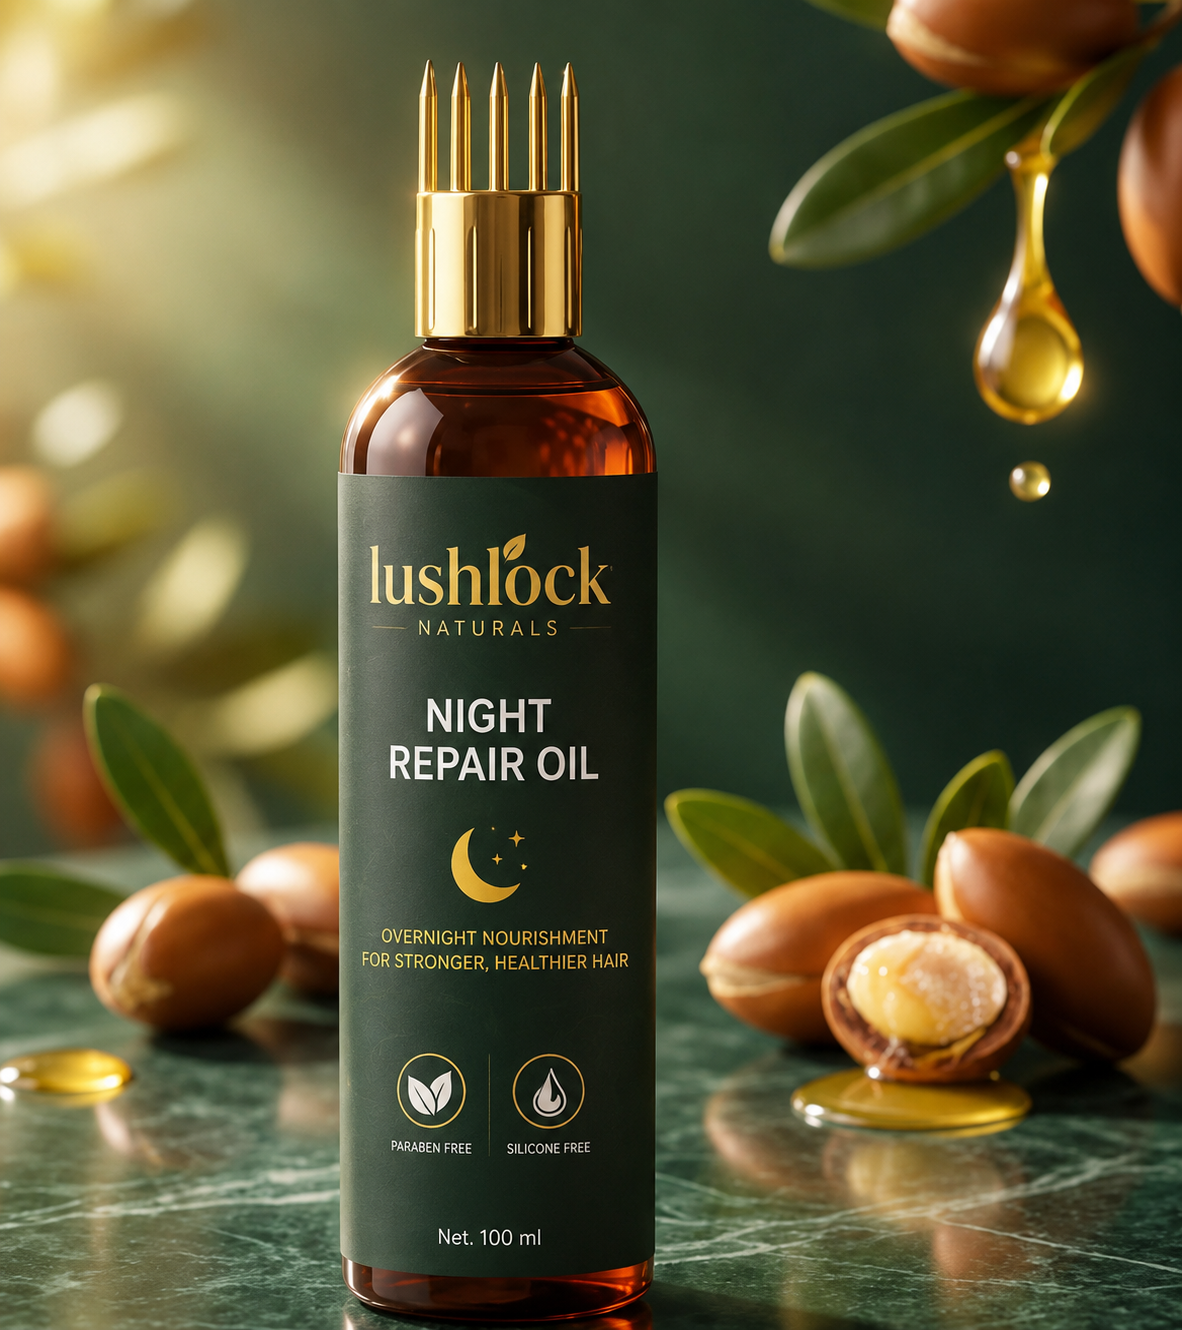 lushlock
NATURALS
NIGHT
REPAIR OIL
OVERNIGHT NOURISHMENT
FOR STRONGER, HEALTHIER HAIR
PARABEN FREE
SILICONE FREE
Net. 100 ml